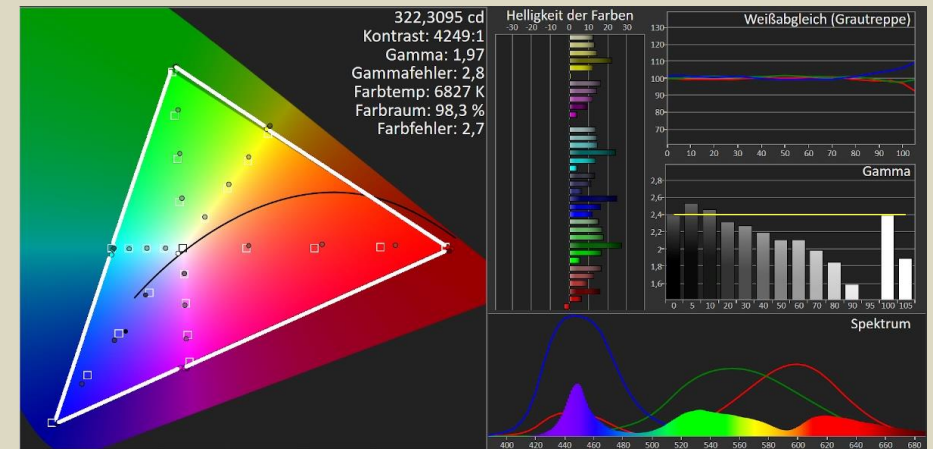 322,3095 cd
Kontrast: 4249:1
Gamma: 1,97
Gammafehler: 2,8
Farbtemp: 6827 K
Farbraum: 98,3 %
Farbfehler: 2,7
Helligkeit der Farben
-30 -20 -10 0 10 20 30
Weißabgleich (Grautreppe)
130
120
110
100
90
80
70
0 10 20 30 40 50 60 70 80 90 100
Gamma
2,8
2,6
2,4
2,2
2
1,8
1,6
0 5 10 20 30 40 50 60 70 80 90 95 100 105
Spektrum
400 420 440 460 480 500 520 540 560 580 600 620 640 660 680